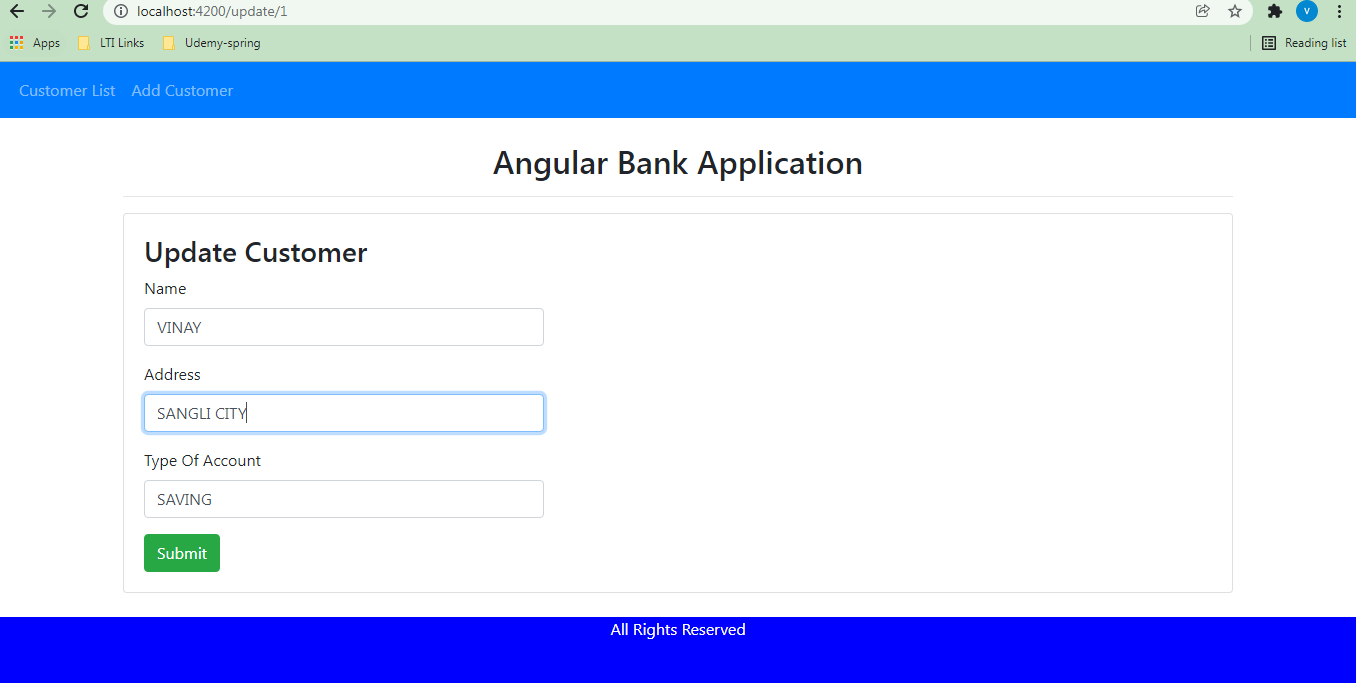 localhost:4200/update/1
V
Apps LTI Links Udemy-spring Reading list
Customer List Add Customer
Angular Bank Application
Update Customer
Name
VINAY
Address
SANGLI CITY
Type Of Account
SAVING
Submit
All Rights Reserved